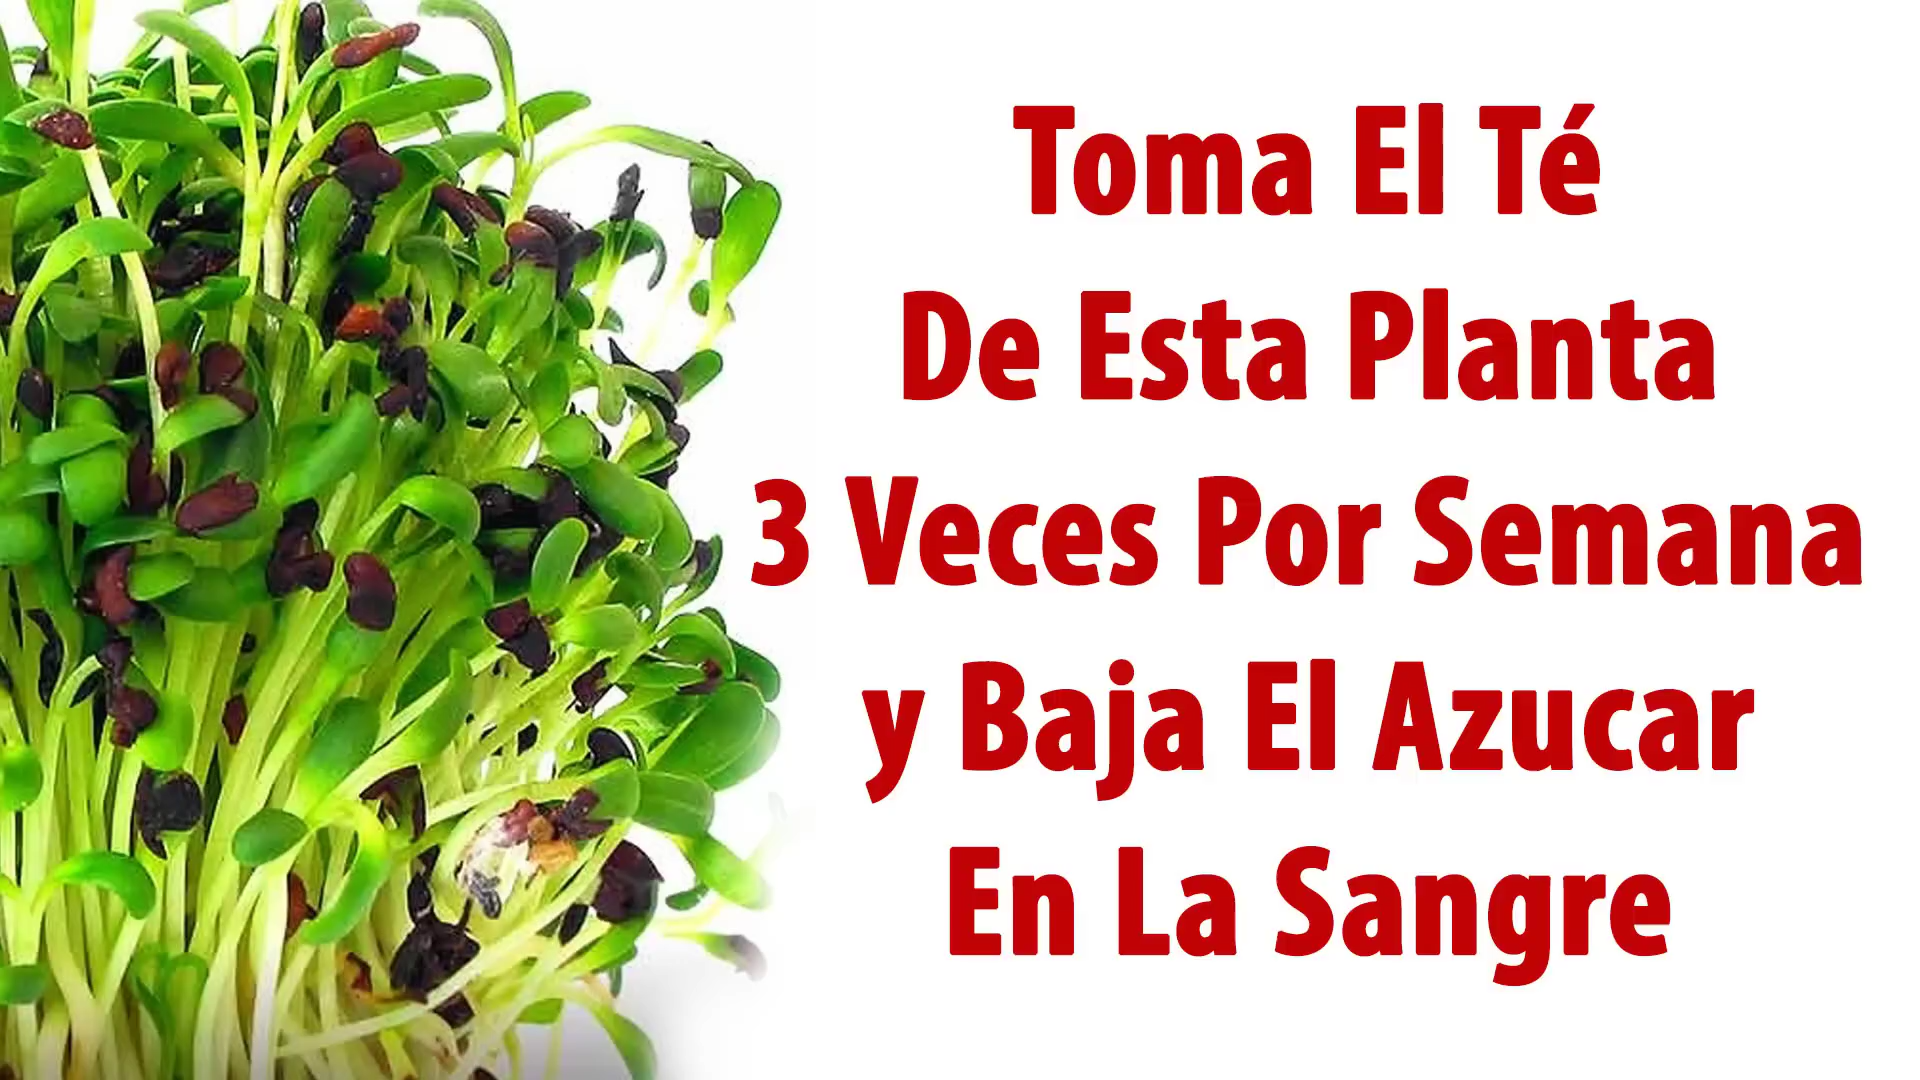 Toma El Té
De Esta Planta
3 Veces Por Semana
y Baja El Azucar
En La Sangre